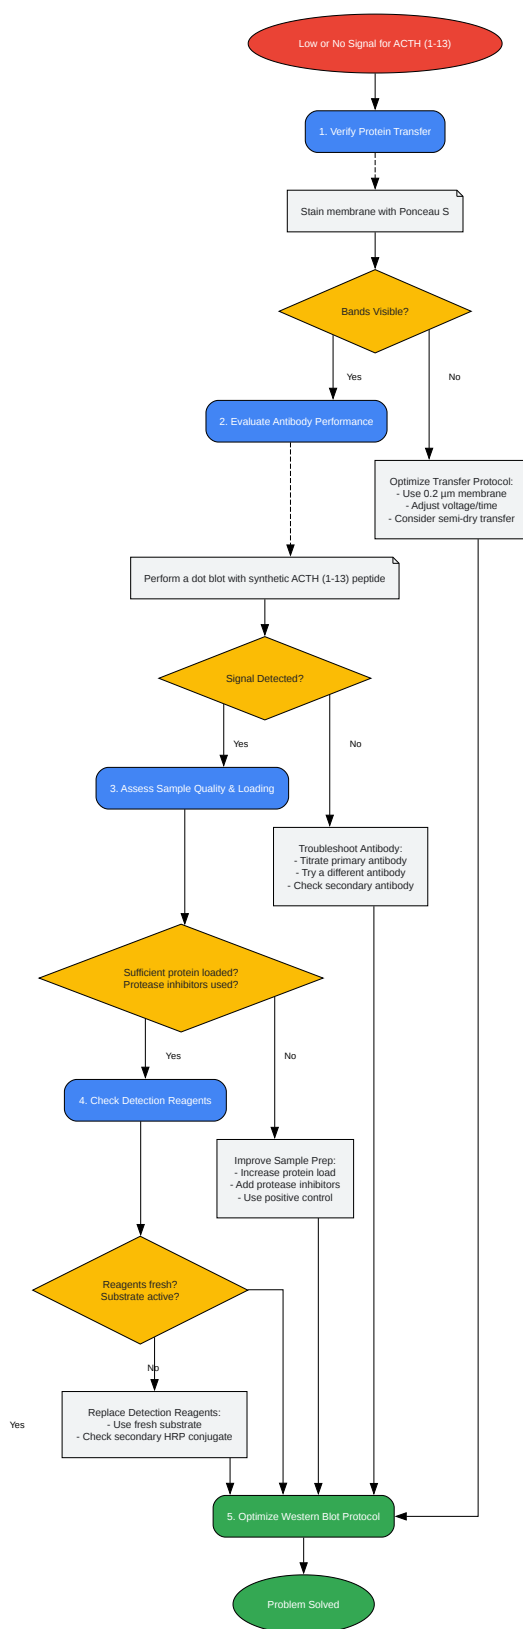 Low or No Signal for ACTH (1-13)
1. Verify Protein Transfer
Stain membrane with Ponceau S
Bands Visible?
Yes
No
2. Evaluate Antibody Performance
Optimize Transfer Protocol:
- Use 0.2 µm membrane
- Adjust voltage/time
- Consider semi-dry transfer
Perform a dot blot with synthetic ACTH (1-13) peptide
Signal Detected?
Yes
No
3. Assess Sample Quality & Loading
Troubleshoot Antibody:
- Titrate primary antibody
- Try a different antibody
- Check secondary antibody
Sufficient protein loaded?
Protease inhibitors used?
Yes
No
4. Check Detection Reagents
Improve Sample Prep:
- Increase protein load
- Add protease inhibitors
- Use positive control
Reagents fresh?
Substrate active?
No
Yes
Replace Detection Reagents:
- Use fresh substrate
- Check secondary HRP conjugate
5. Optimize Western Blot Protocol
Problem Solved